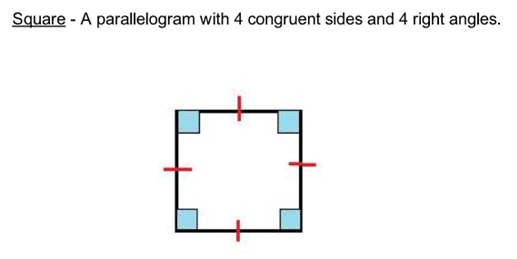 Square - A parallelogram with 4 congruent sides and 4 right angles.